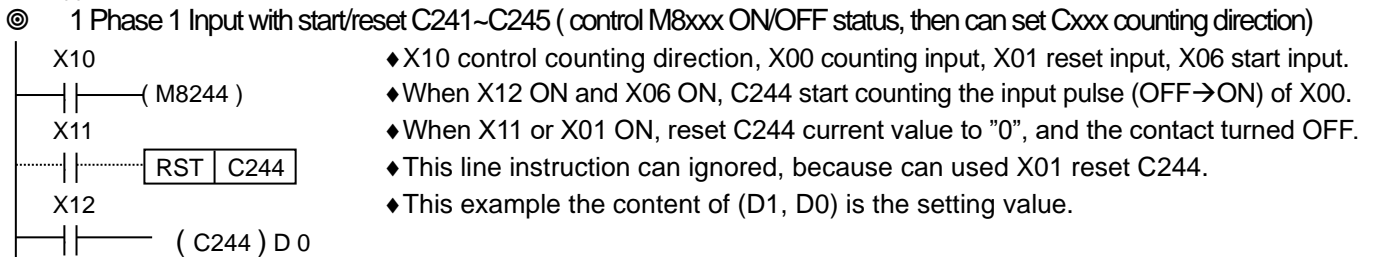 ◎ 1 Phase 1 Input with start/reset C241~C245 ( control M8xxx ON/OFF status, then can set Cxxx counting direction)
X10 ♦X10 control counting direction, X00 counting input, X01 reset input, X06 start input.
( M8244 ) ♦When X12 ON and X06 ON, C244 start counting the input pulse (OFF→ON) of X00.
X11 ♦When X11 or X01 ON, reset C244 current value to ”0”, and the contact turned OFF.
RST C244 ♦This line instruction can ignored, because can used X01 reset C244.
X12 ♦This example the content of (D1, D0) is the setting value.
( C244 ) D 0